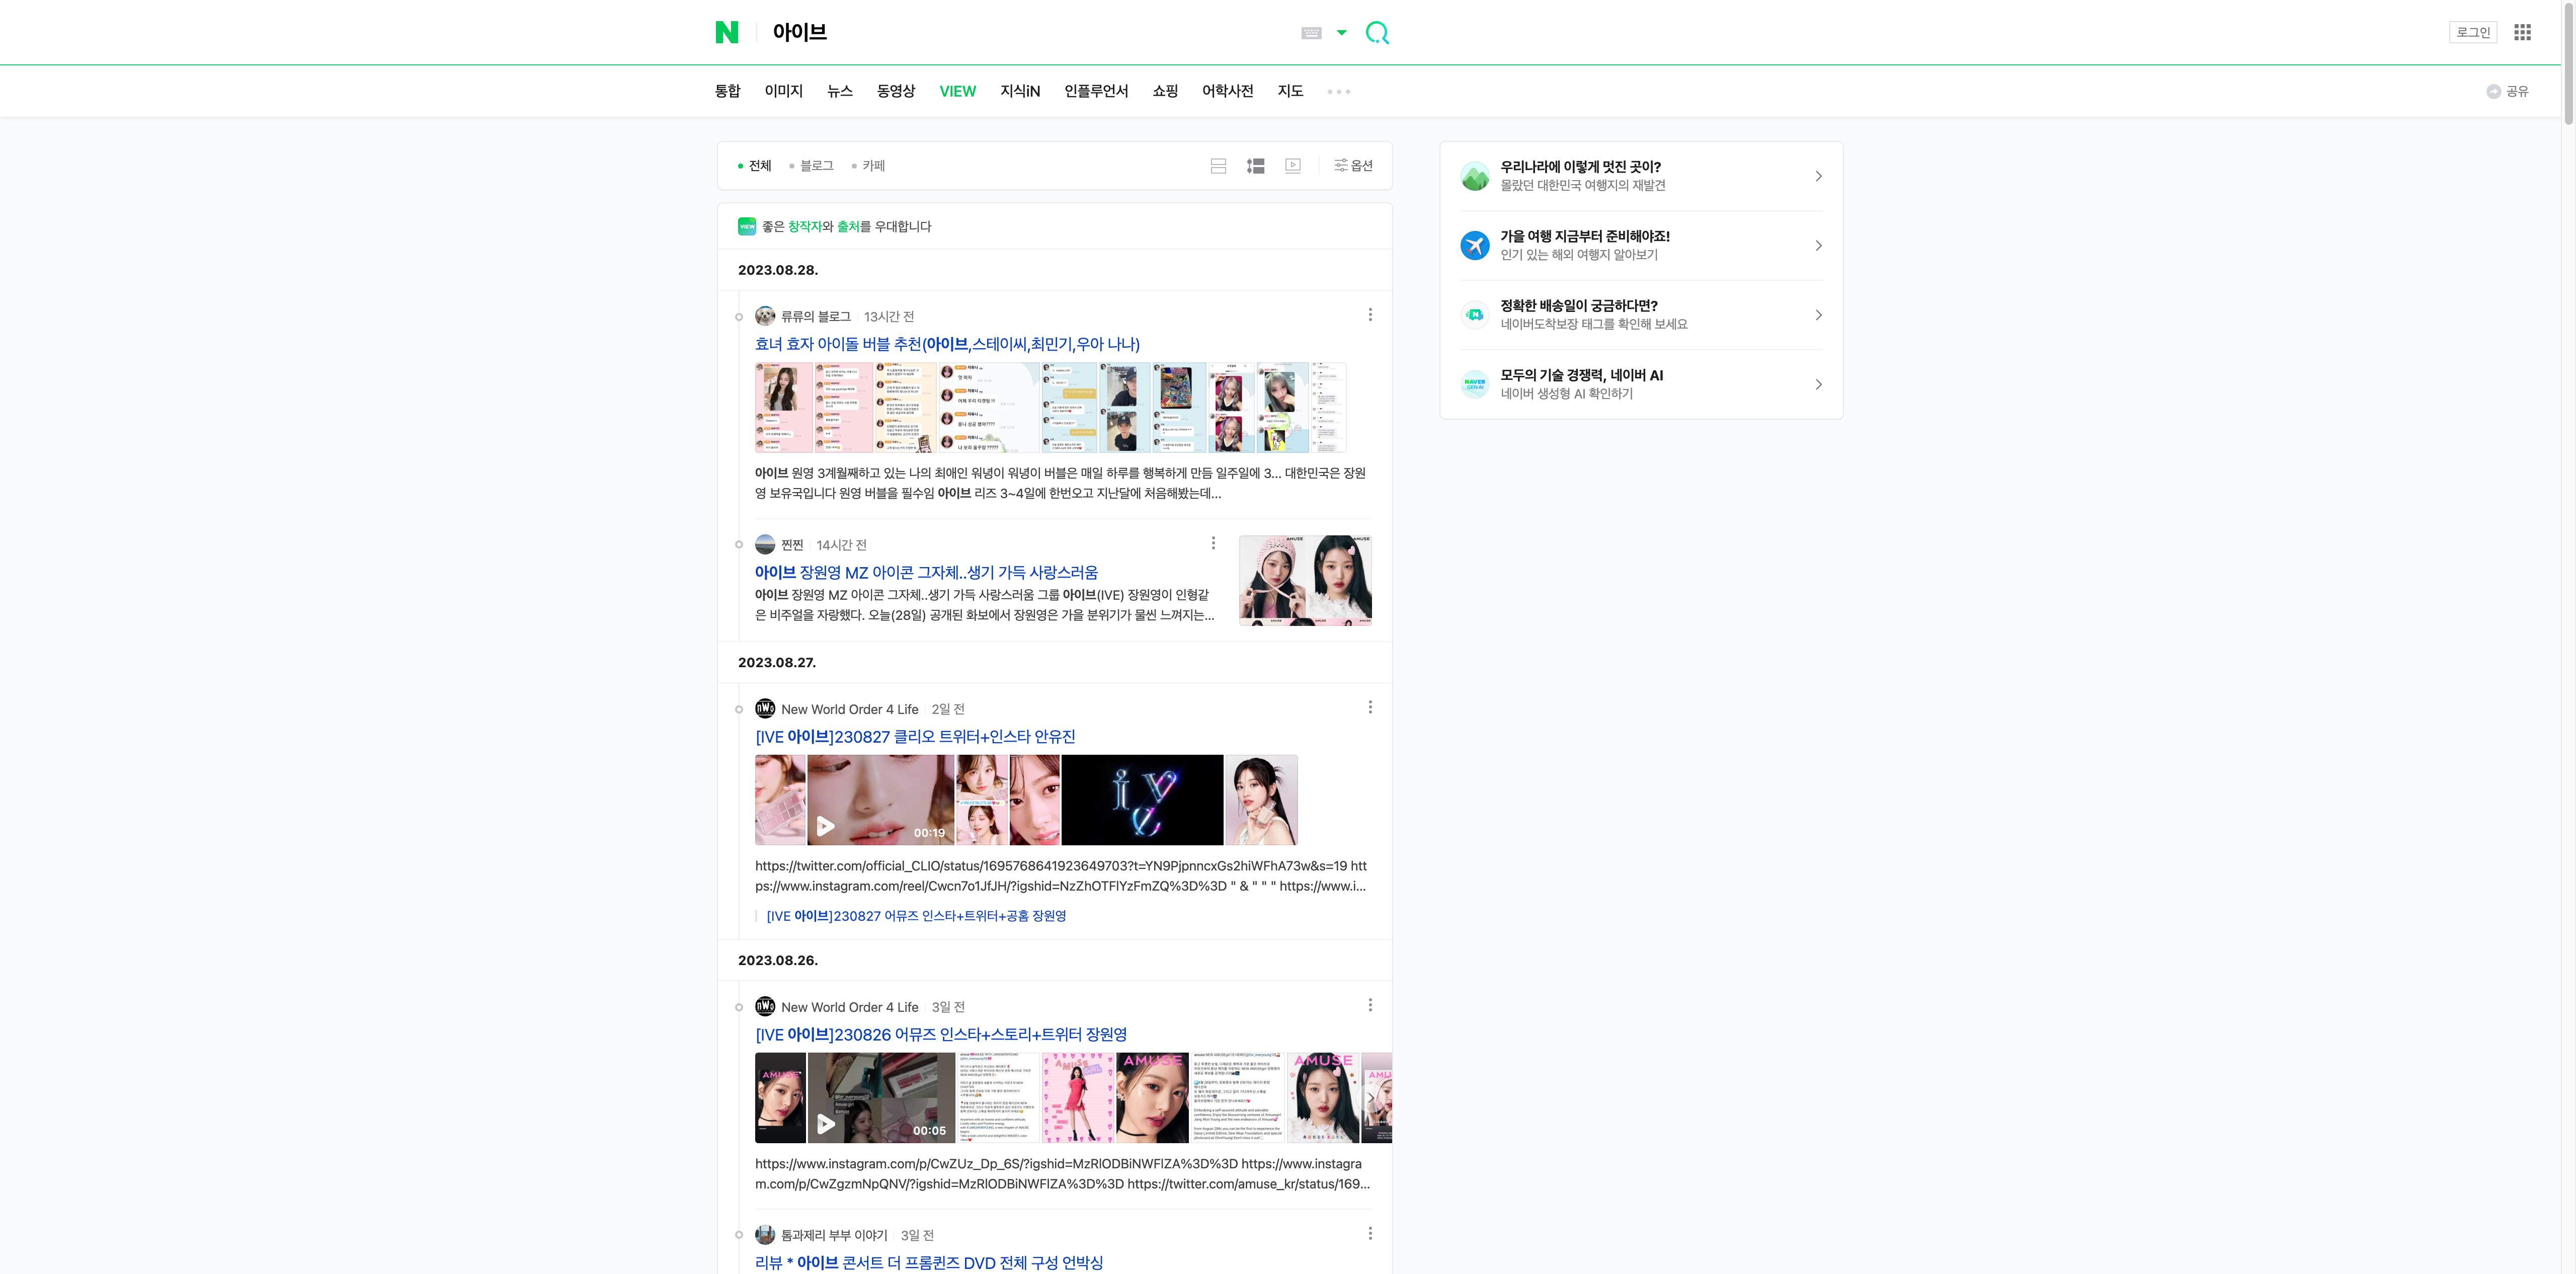 N 아이브
로그인
통합 이미지 뉴스 동영상 VIEW 지식iN 인플루언서 쇼핑 어학사전 지도
공유
전체 블로그 카페
옵션
VIEW 좋은 창작자와 출처를 우대합니다
2023.08.28.
류류의 블로그 13시간 전
효녀 효자 아이돌 버블 추천(아이브,스테이씨,최민기,우아 나나)
아이브 원영 3계월째하고 있는 나의 최애인 워녕이 워녕이 버블은 매일 하루를 행복하게 만듬 일주일에 3... 대한민국은 장원
영 보유국입니다 원영 버블을 필수임 아이브 리즈 3~4일에 한번오고 지난달에 처음해봤는데...
찐찐 14시간 전
아이브 장원영 MZ 아이콘 그자체..생기 가득 사랑스러움
아이브 장원영 MZ 아이콘 그자체..생기 가득 사랑스러움 그룹 아이브(IVE) 장원영이 인형같
은 비주얼을 자랑했다. 오늘(28일) 공개된 화보에서 장원영은 가을 분위기가 물씬 느껴지는...
AMUSE AMUSE
2023.08.27.
New World Order 4 Life 2일 전
[IVE 아이브]230827 클리오 트위터+인스타 안유진
00:19
https://twitter.com/official_CLIO/status/1695768641923649703?t=YN9PjpnncxGs2hiWFhA73w&s=19 htt
ps://www.instagram.com/reel/Cwcn7o1JfJH/?igshid=NzZhOTFlYzFmZQ%3D%3D " & " " " https://www.i...
[IVE 아이브]230827 어뮤즈 인스타+트위터+공홈 장원영
2023.08.26.
New World Order 4 Life 3일 전
[IVE 아이브]230826 어뮤즈 인스타+스토리+트위터 장원영
AMUSE
00:05
AMUSE
AMUSE
AMUSE
https://www.instagram.com/p/CwZUz_Dp_6S/?igshid=MzRlODBiNWFlZA%3D%3D https://www.instagra
m.com/p/CwZgzmNpQNV/?igshid=MzRlODBiNWFlZA%3D%3D https://twitter.com/amuse_kr/status/169...
톰과제리 부부 이야기 3일 전
리뷰 * 아이브 콘서트 더 프롬퀸즈 DVD 전체 구성 언박싱
우리나라에 이렇게 멋진 곳이?
몰랐던 대한민국 여행지의 재발견
가을 여행 지금부터 준비해야죠!
인기 있는 해외 여행지 알아보기
정확한 배송일이 궁금하다면?
네이버도착보장 태그를 확인해 보세요
NAVER
GEN AI
모두의 기술 경쟁력, 네이버 AI
네이버 생성형 AI 확인하기